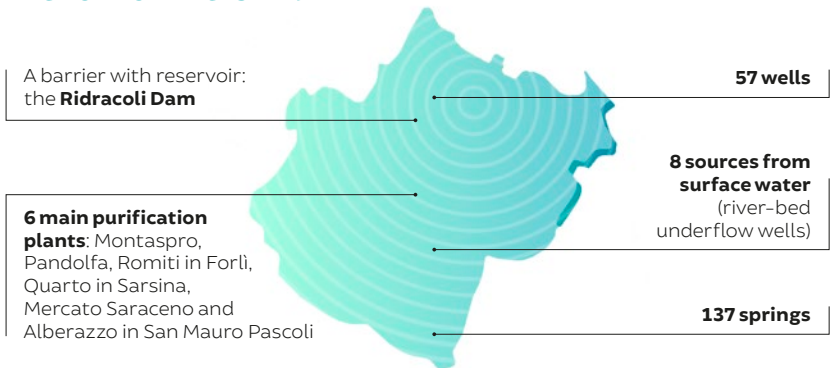 A barrier with reservoir:
the Ridracoli Dam
6 main purification
plants: Montaspro,
Pandolfa, Romiti in Forlì,
Quarto in Sarsina,
Mercato Saraceno and
Alberazzo in San Mauro Pascoli
57 wells
8 sources from
surface water
(river-bed
underflow wells)
137 springs